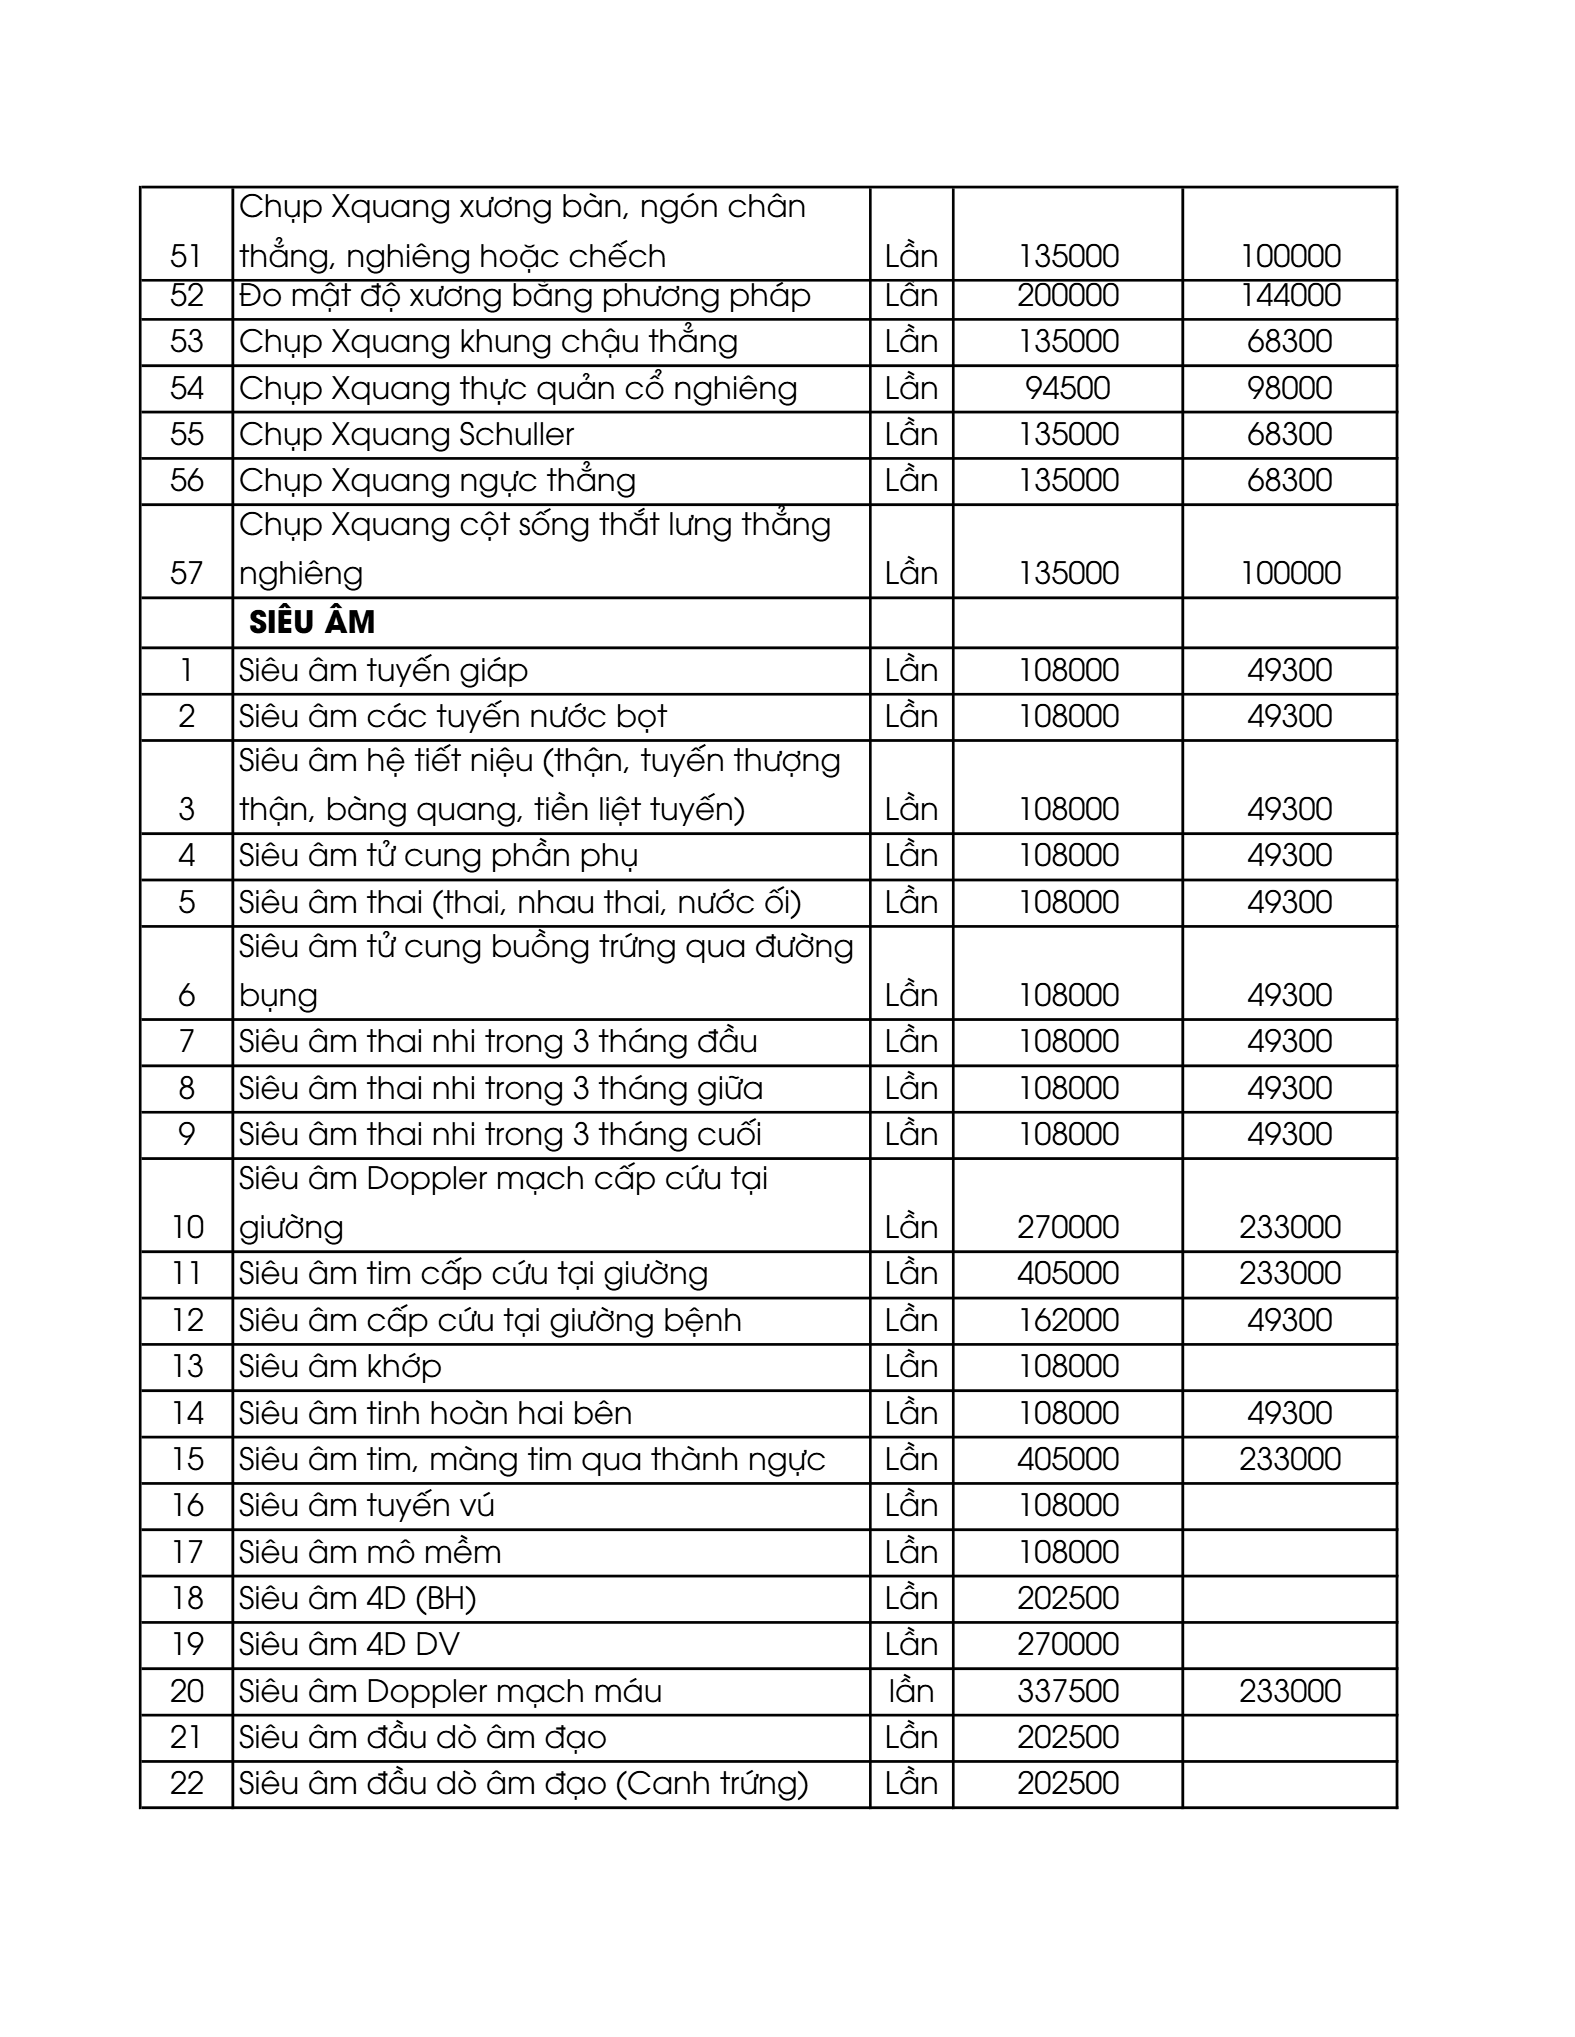 Chụp Xquang xương bàn, ngón chân
51 thẳng, nghiêng hoặc chếch Lần 135000 100000
52 Đo mật độ xương bằng phương pháp Lần 200000 144000
53 Chụp Xquang khung chậu thẳng Lần 135000 68300
54 Chụp Xquang thực quản cổ nghiêng Lần 94500 98000
55 Chụp Xquang Schuller Lần 135000 68300
56 Chụp Xquang ngực thẳng Lần 135000 68300
Chụp Xquang cột sống thắt lưng thẳng
57 nghiêng Lần 135000 100000
SIÊU ÂM
1 Siêu âm tuyến giáp Lần 108000 49300
2 Siêu âm các tuyến nước bọt Lần 108000 49300
Siêu âm hệ tiết niệu (thận, tuyến thượng
3 thận, bàng quang, tiền liệt tuyến) Lần 108000 49300
4 Siêu âm tử cung phần phụ Lần 108000 49300
5 Siêu âm thai (thai, nhau thai, nước ối) Lần 108000 49300
Siêu âm tử cung buồng trứng qua đường
6 bụng Lần 108000 49300
7 Siêu âm thai nhi trong 3 tháng đầu Lần 108000 49300
8 Siêu âm thai nhi trong 3 tháng giữa Lần 108000 49300
9 Siêu âm thai nhi trong 3 tháng cuối Lần 108000 49300
Siêu âm Doppler mạch cấp cứu tại
10 giường Lần 270000 233000
11 Siêu âm tim cấp cứu tại giường Lần 405000 233000
12 Siêu âm cấp cứu tại giường bệnh Lần 162000 49300
13 Siêu âm khớp Lần 108000
14 Siêu âm tinh hoàn hai bên Lần 108000 49300
15 Siêu âm tim, màng tim qua thành ngực Lần 405000 233000
16 Siêu âm tuyến vú Lần 108000
17 Siêu âm mô mềm Lần 108000
18 Siêu âm 4D (BH) Lần 202500
19 Siêu âm 4D DV Lần 270000
20 Siêu âm Doppler mạch máu lần 337500 233000
21 Siêu âm đầu dò âm đạo Lần 202500
22 Siêu âm đầu dò âm đạo (Canh trứng) Lần 202500